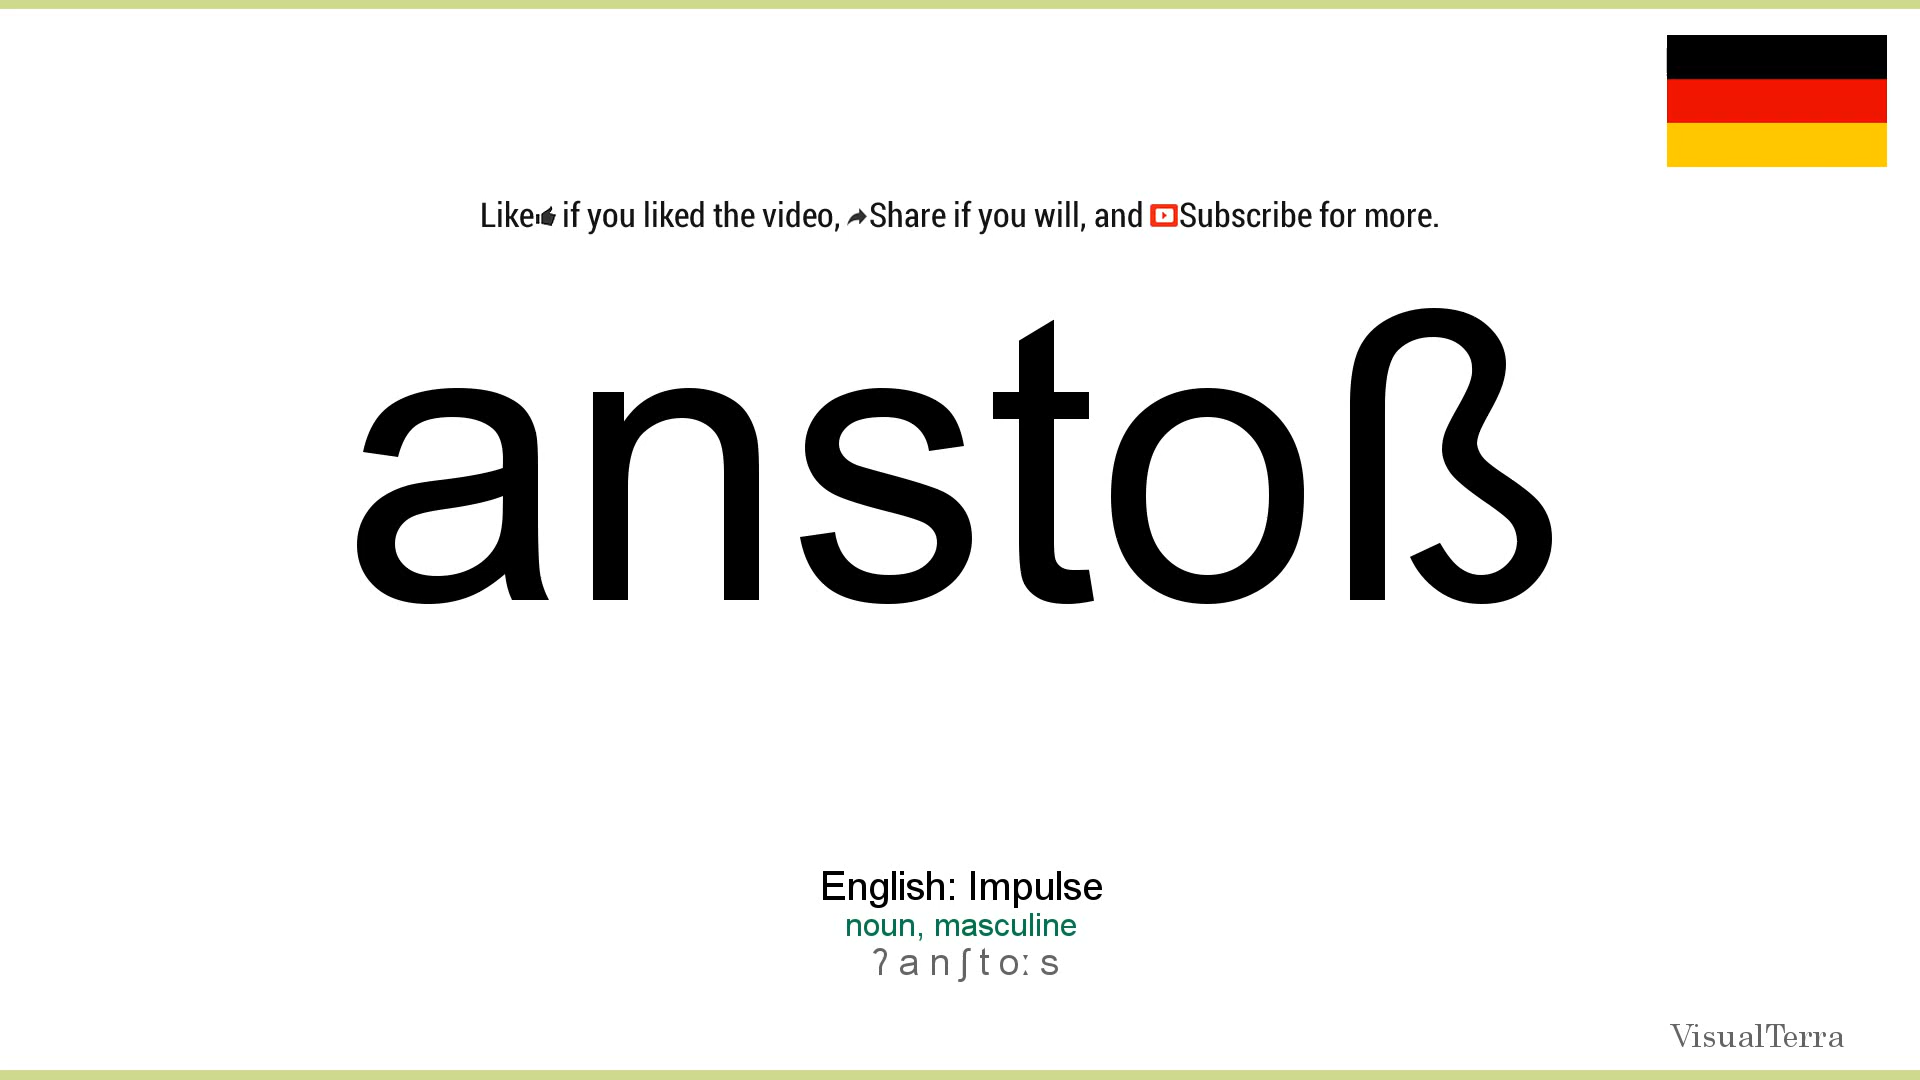 Like if you liked the video, Share if you will, and Subscribe for more.
anstoß
English: Impulse
noun, masculine
ʔ a n ʃ t oː s
VisualTerra